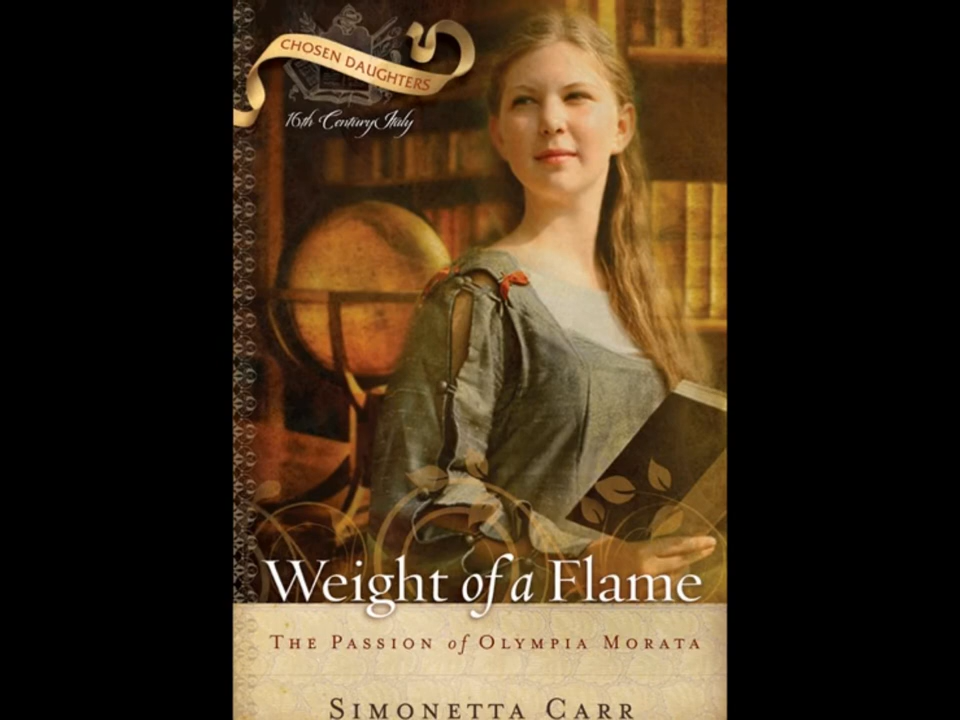 CHOSEN DAUGHTERS
16th Century Italy
Weight of a Flame
THE PASSION of OLYMPIA MORATA
SIMONETTA CARR